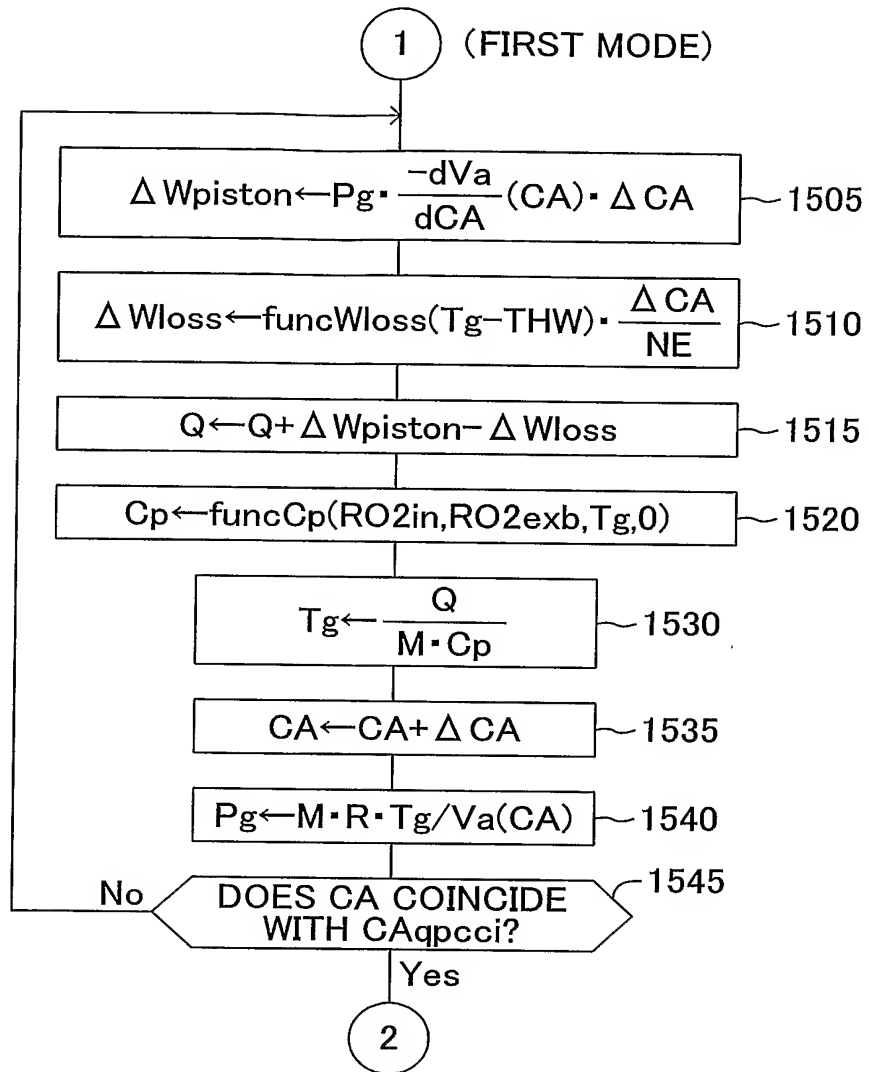 1 (FIRST MODE)
ΔWpiston←Pg·-dVa/dCA(CA)·ΔCA 1505
ΔWloss←funcWloss(Tg-THW)·ΔCA/NE 1510
Q←Q+ΔWpiston-ΔWloss 1515
Cp←funcCp(RO2in,RO2exb,Tg,0) 1520
Tg←Q/M·Cp 1530
CA←CA+ΔCA 1535
Pg←M·R·Tg/Va(CA) 1540
1545
No DOES CA COINCIDE
WITH CAqpcci?
Yes
2